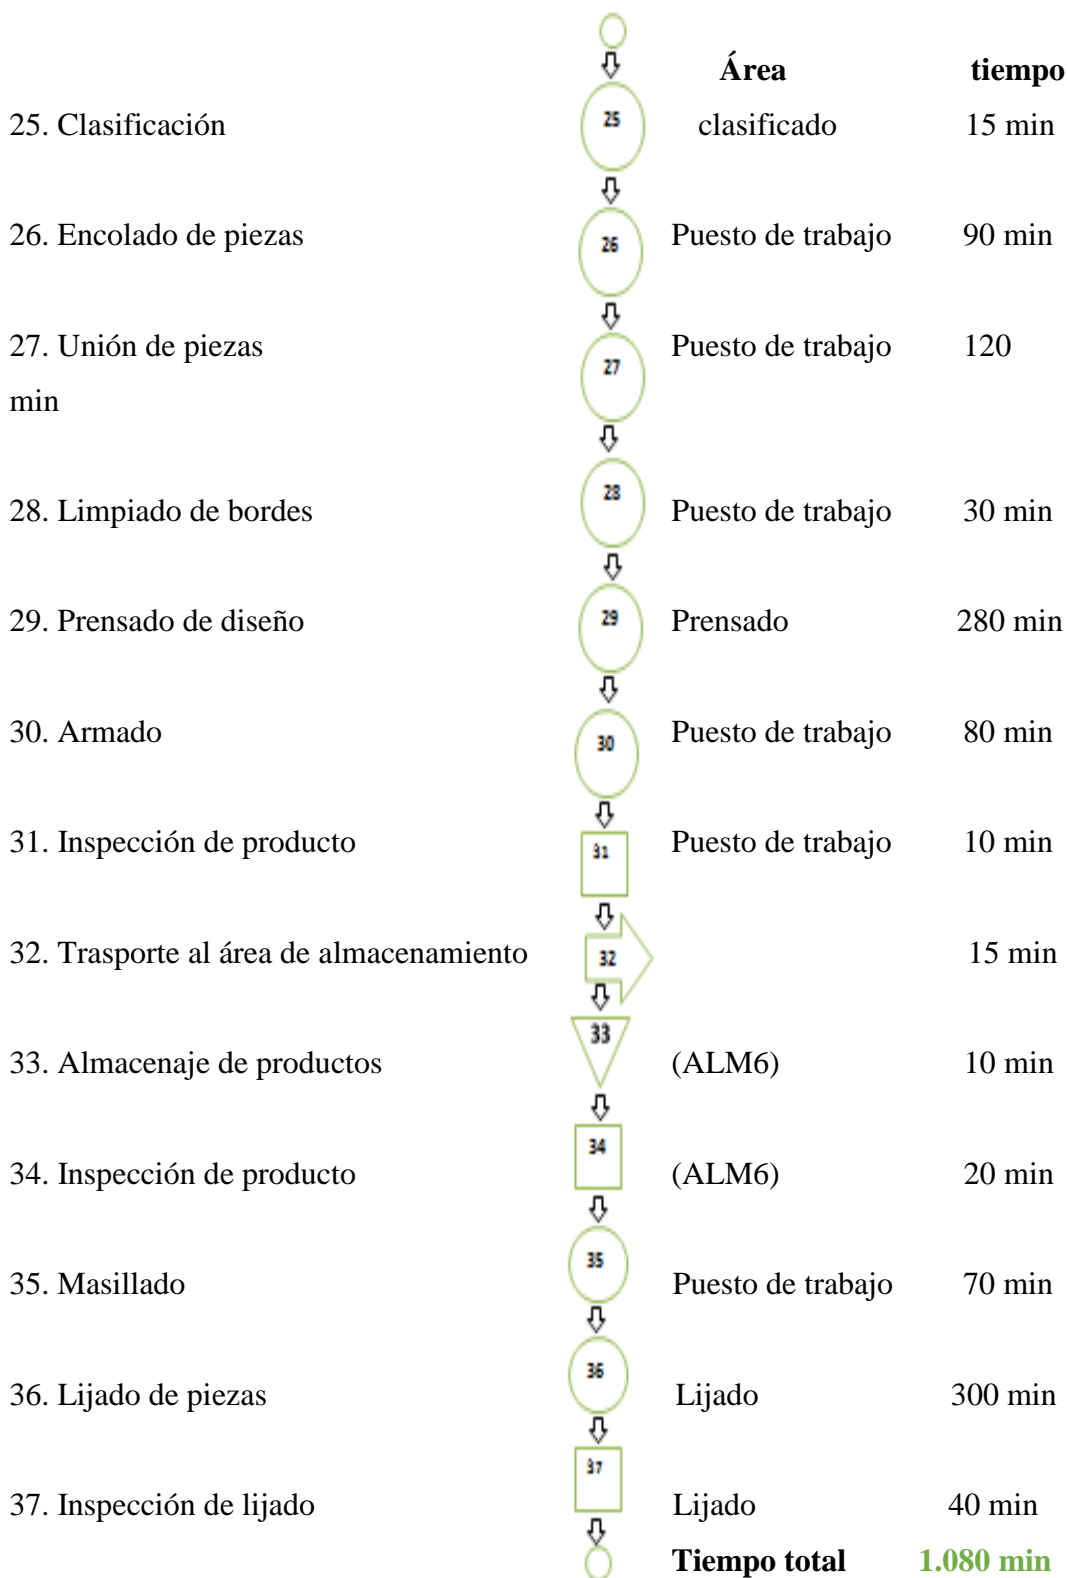 Área tiempo
25. Clasificación 25 clasificado 15 min
26. Encolado de piezas 26 Puesto de trabajo 90 min
27. Unión de piezas 27 Puesto de trabajo 120
min
28. Limpiado de bordes 28 Puesto de trabajo 30 min
29. Prensado de diseño 29 Prensado 280 min
30. Armado 30 Puesto de trabajo 80 min
31. Inspección de producto 31 Puesto de trabajo 10 min
32. Trasporte al área de almacenamiento 32 15 min
33. Almacenaje de productos 33 (ALM6) 10 min
34. Inspección de producto 34 (ALM6) 20 min
35. Masillado 35 Puesto de trabajo 70 min
36. Lijado de piezas 36 Lijado 300 min
37. Inspección de lijado 37 Lijado 40 min
Tiempo total 1.080 min